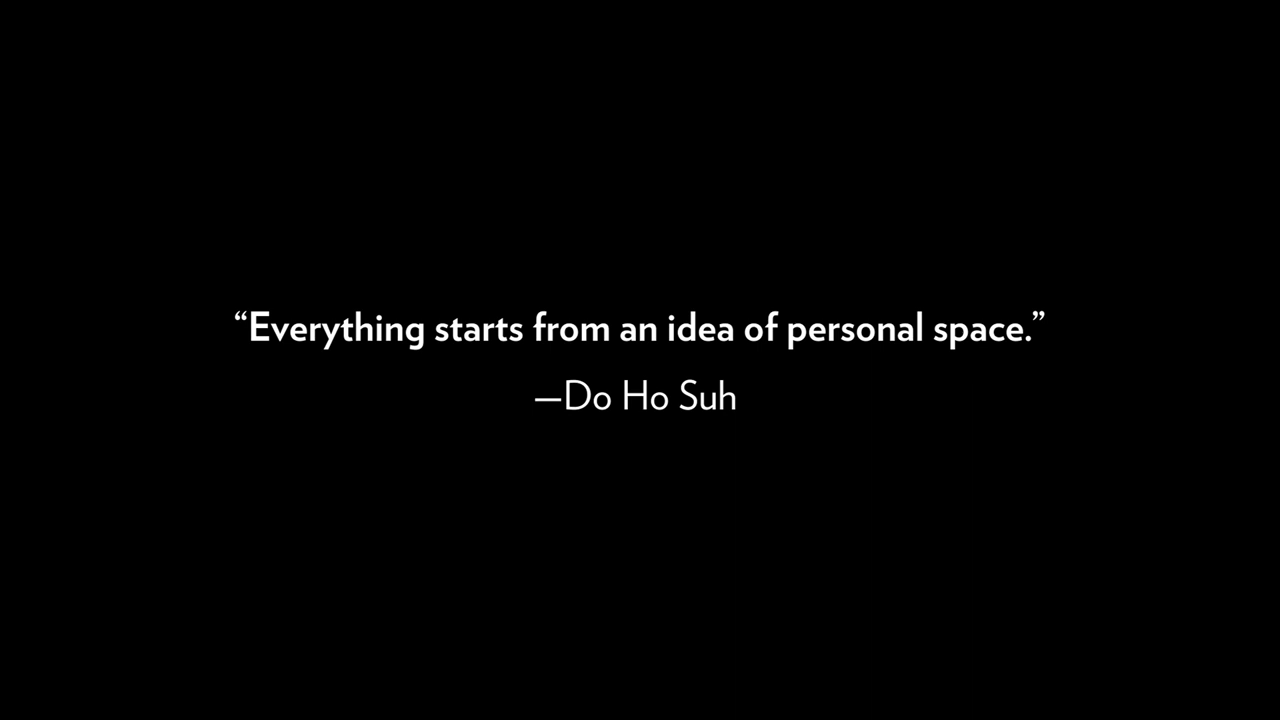 “Everything starts from an idea of personal space.”
—Do Ho Suh